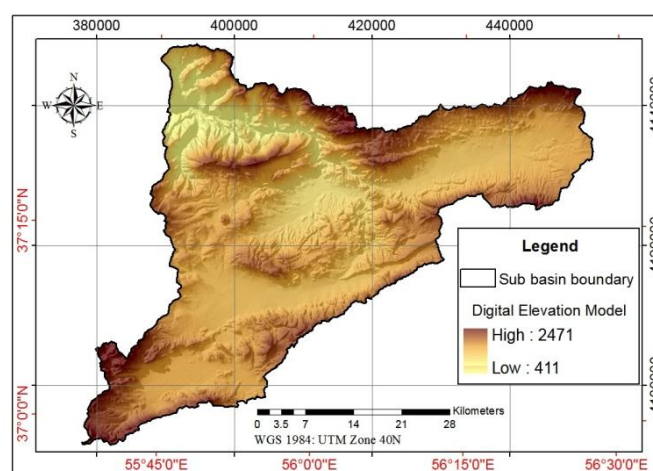 380000 400000 420000 440000
N
W E
S
1140000
37°15'0"N
37°0'0"N
Legend
Sub basin boundary
Digital Elevation Model
High : 2471
Low : 411
0 3.5 7 14 21 28
Kilometers
WGS 1984: UTM Zone 40N
55°45'0"E 56°0'0"E 56°15'0"E 56°30'0"E